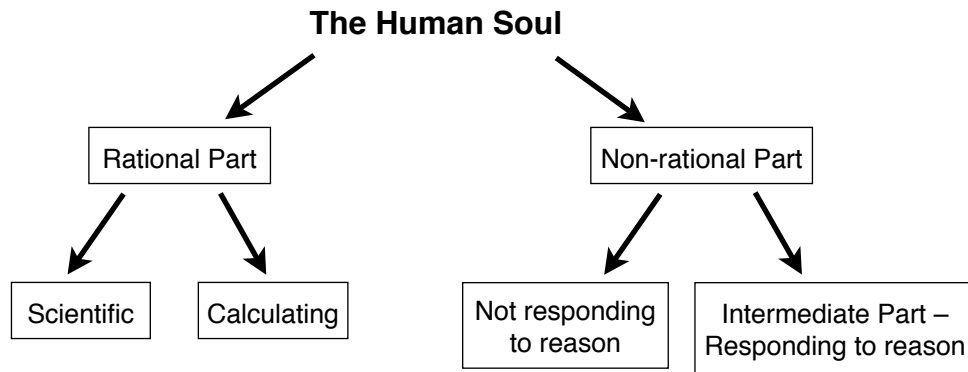 The Human Soul
Rational Part
Non-rational Part
Scientific
Calculating
Not responding
to reason
Intermediate Part –
Responding to reason